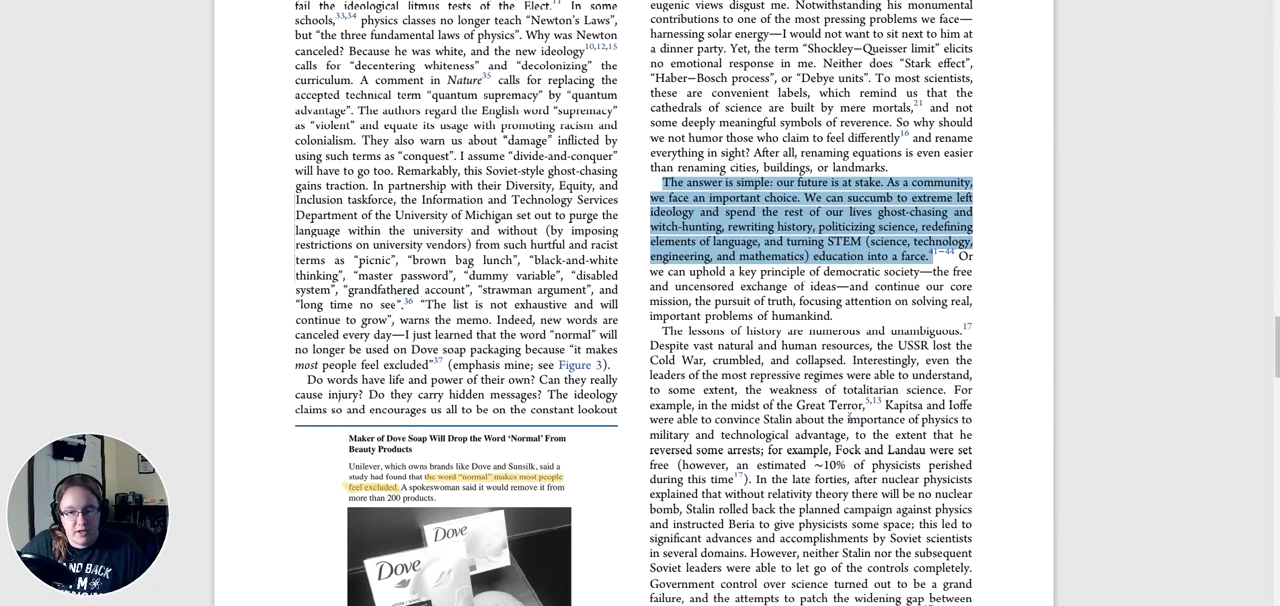 fail the ideological litmus tests of the Elect.11 In some
schools,33,34 physics classes no longer teach “Newton’s Laws”,
but “the three fundamental laws of physics”. Why was Newton
canceled? Because he was white, and the new ideology10,12,15
calls for “decentering whiteness” and “decolonizing” the
curriculum. A comment in Nature35 calls for replacing the
accepted technical term “quantum supremacy” by “quantum
advantage”. The authors regard the English word “supremacy”
as “violent” and equate its usage with promoting racism and
colonialism. They also warn us about “damage” inflicted by
using such terms as “conquest”. I assume “divide-and-conquer”
will have to go too. Remarkably, this Soviet-style ghost-chasing
gains traction. In partnership with their Diversity, Equity, and
Inclusion taskforce, the Information and Technology Services
Department of the University of Michigan set out to purge the
language within the university and without (by imposing
restrictions on university vendors) from such hurtful and racist
terms as “picnic”, “brown bag lunch”, “black-and-white
thinking”, “master password”, “dummy variable”, “disabled
system”, “grandfathered account”, “strawman argument”, and
“long time no see”.36 “The list is not exhaustive and will
continue to grow”, warns the memo. Indeed, new words are
canceled every day—I just learned that the word “normal” will
no longer be used on Dove soap packaging because “it makes
most people feel excluded”37 (emphasis mine; see Figure 3).
Do words have life and power of their own? Can they really
cause injury? Do they carry hidden messages? The ideology
claims so and encourages us all to be on the constant lookout
Maker of Dove Soap Will Drop the Word ‘Normal’ From
Beauty Products
Unilever, which owns brands like Dove and Sunsilk, said a
study had found that the word “normal” makes most people
feel excluded. A spokeswoman said it would remove it from
more than 200 products.
Dove
Dove
eugenic views disgust me. Notwithstanding his monumental
contributions to one of the most pressing problems we face—
harnessing solar energy—I would not want to sit next to him at
a dinner party. Yet, the term “Shockley−Queisser limit” elicits
no emotional response in me. Neither does “Stark effect”,
“Haber−Bosch process”, or “Debye units”. To most scientists,
these are convenient labels, which remind us that the
cathedrals of science are built by mere mortals,21 and not
some deeply meaningful symbols of reverence. So why should
we not humor those who claim to feel differently16 and rename
everything in sight? After all, renaming equations is even easier
than renaming cities, buildings, or landmarks.
The answer is simple: our future is at stake. As a community,
we face an important choice. We can succumb to extreme left
ideology and spend the rest of our lives ghost-chasing and
witch-hunting, rewriting history, politicizing science, redefining
elements of language, and turning STEM (science, technology,
engineering, and mathematics) education into a farce.41−44 Or
we can uphold a key principle of democratic society—the free
and uncensored exchange of ideas—and continue our core
mission, the pursuit of truth, focusing attention on solving real,
important problems of humankind.
The lessons of history are numerous and unambiguous.17
Despite vast natural and human resources, the USSR lost the
Cold War, crumbled, and collapsed. Interestingly, even the
leaders of the most repressive regimes were able to understand,
to some extent, the weakness of totalitarian science. For
example, in the midst of the Great Terror,5,13 Kapitsa and Ioffe
were able to convince Stalin about the importance of physics to
military and technological advantage, to the extent that he
reversed some arrests; for example, Fock and Landau were set
free (however, an estimated ∼10% of physicists perished
during this time17). In the late forties, after nuclear physicists
explained that without relativity theory there will be no nuclear
bomb, Stalin rolled back the planned campaign against physics
and instructed Beria to give physicists some space; this led to
significant advances and accomplishments by Soviet scientists
in several domains. However, neither Stalin nor the subsequent
Soviet leaders were able to let go of the controls completely.
Government control over science turned out to be a grand
failure, and the attempts to patch the widening gap between